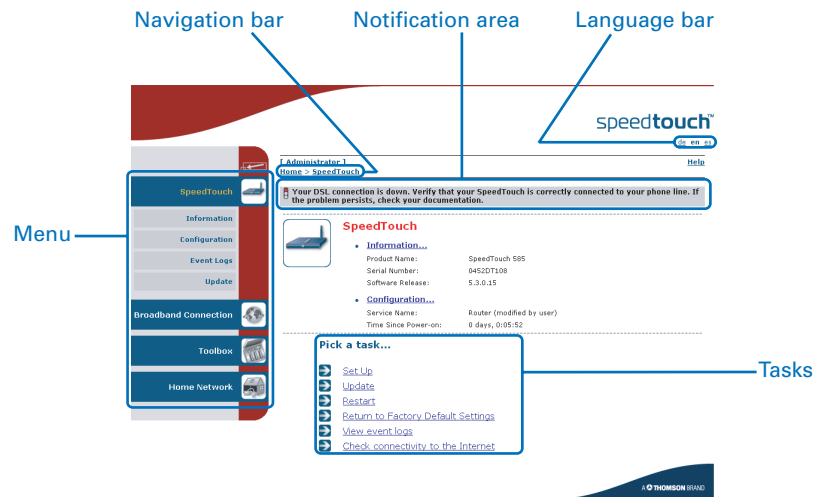 Navigation bar Notification area Language bar
speedtouch™
de en es
[ Administrator ] Help
Home > SpeedTouch
Your DSL connection is down. Verify that your SpeedTouch is correctly connected to your phone line. If
the problem persists, check your documentation.
Menu
SpeedTouch
Information
Configuration
Event Logs
Update
Broadband Connection
Toolbox
Home Network
SpeedTouch
• Information...
Product Name: SpeedTouch 585
Serial Number: 0452DT108
Software Release: 5.3.0.15
• Configuration...
Service Name: Router (modified by user)
Time Since Power-on: 0 days, 0:05:52
Pick a task...
Set Up
Update
Restart
Return to Factory Default Settings
View event logs
Check connectivity to the Internet
Tasks
A THOMSON BRAND